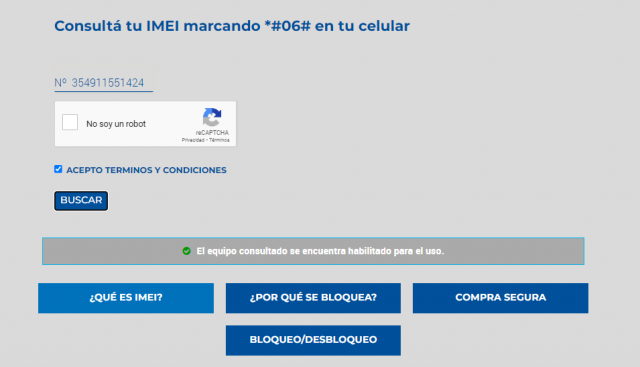 Consultá tu IMEI marcando *#06# en tu celular
Nº 354911551424
No soy un robot
reCAPTCHA
Privacidad - Términos
ACEPTO TERMINOS Y CONDICIONES
BUSCAR
El equipo consultado se encuentra habilitado para el uso.
¿QUÉ ES IMEI?
¿POR QUÉ SE BLOQUEA?
COMPRA SEGURA
BLOQUEO/DESBLOQUEO